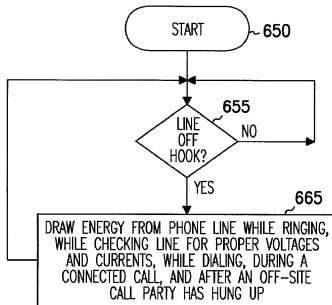 START
650
655
LINE
OFF
HOOK?
NO
YES
665
DRAW ENERGY FROM PHONE LINE WHILE RINGING,
WHILE CHECKING LINE FOR PROPER VOLTAGES
AND CURRENTS, WHILE DIALING, DURING A
CONNECTED CALL, AND AFTER AN OFF-SITE
CALL PARTY HAS HUNG UP